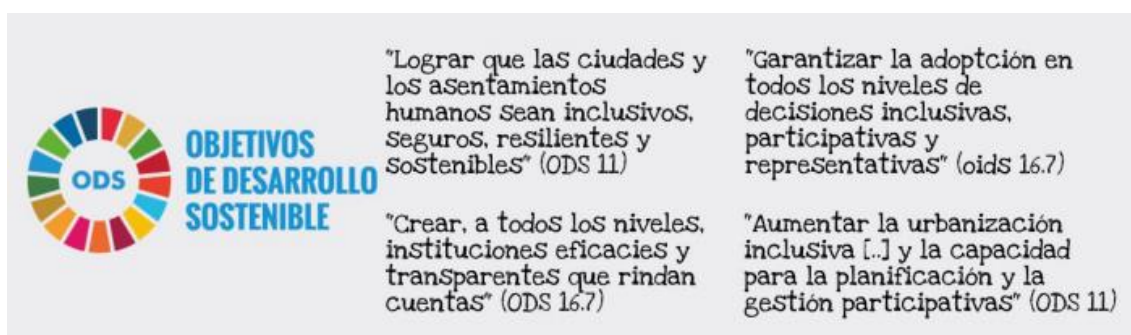 ODS
OBJETIVOS
DE DESARROLLO
SOSTENIBLE
"Lograr que las ciudades y
los asentamientos
humanos sean inclusivos,
seguros, resilientes y
sostenibles" (ODS 11)
"Crear, a todos los niveles,
instituciones eficacies y
transparentes que rindan
cuentas" (ODS 16.7)
"Garantizar la adoptción en
todos los niveles de
decisiones inclusivas,
participativas y
representativas" (oids 16.7)
"Aumentar la urbanización
inclusiva [..] y la capacidad
para la planificación y la
gestión participativas" (ODS 11)